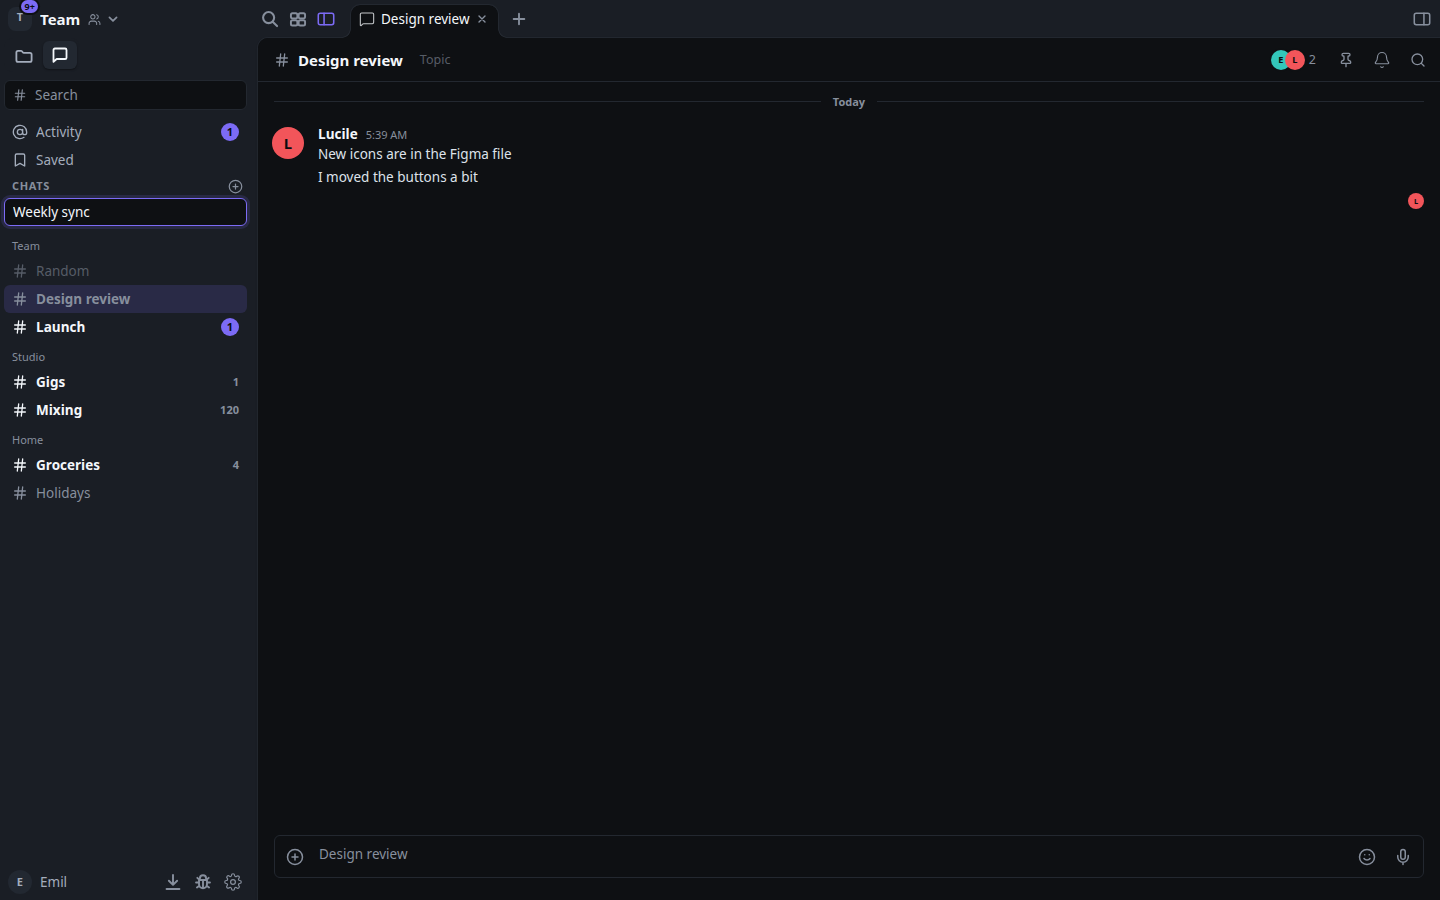 9+
T Team
Design review
Search
Activity 1
Saved
CHATS
Weekly sync
Team
Random
Design review
Launch 1
Studio
Gigs 1
Mixing 120
Home
Groceries 4
Holidays
E Emil
Design review Topic
E L 2
Today
L Lucile 5:39 AM
New icons are in the Figma file
I moved the buttons a bit
L
Design review